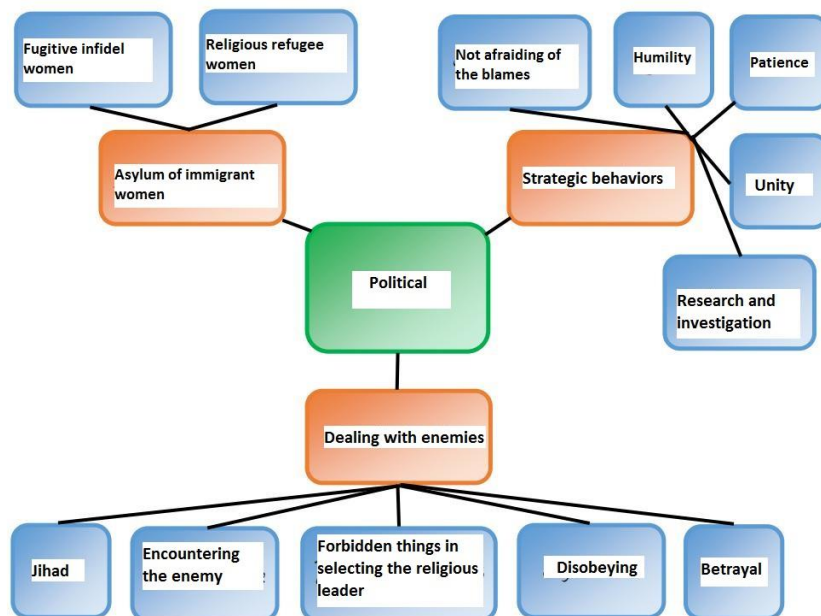 Fugitive infidel
women
Religious refugee
women
Not afraiding of
the blames
Humility
Patience
Asylum of immigrant
women
Strategic behaviors
Unity
Political
Research and
investigation
Dealing with enemies
Jihad
Encountering
the enemy
Forbidden things in
selecting the religious
leader
Disobeying
Betrayal